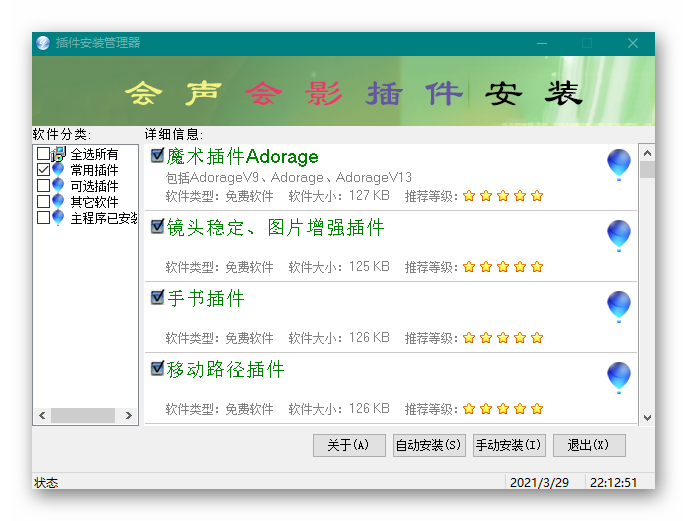 插件安装管理器
会声会影插件安装
软件分类:
详细信息:
全选所有
常用插件
可选插件
其它软件
主程序已安装
魔术插件Adorage
包括AdorageV9、Adorage、AdorageV13
软件类型：免费软件 软件大小：127 KB 推荐等级：
镜头稳定、图片增强插件
软件类型：免费软件 软件大小：125 KB 推荐等级：
手书插件
软件类型：免费软件 软件大小：126 KB 推荐等级：
移动路径插件
软件类型：免费软件 软件大小：126 KB 推荐等级：
关于(A)
自动安装(S)
手动安装(I)
退出(X)
状态
2021/3/29
22:12:51